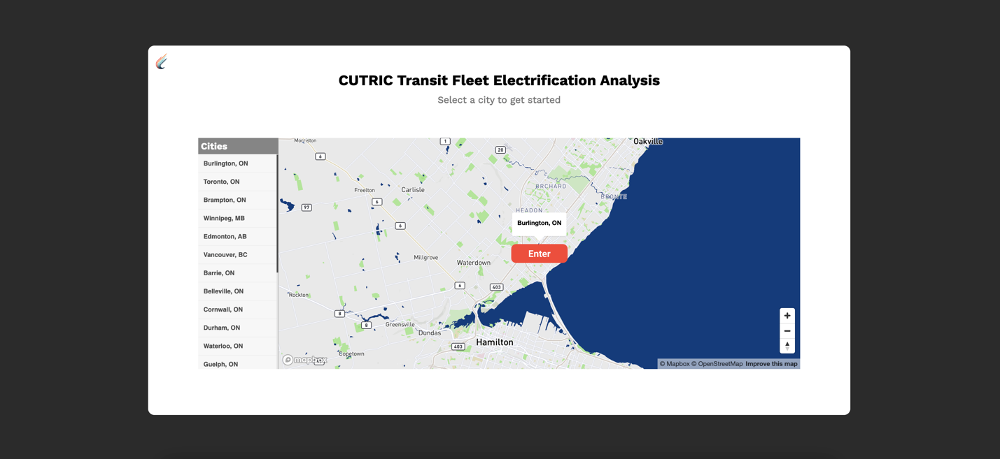 CUTRIC Transit Fleet Electrification Analysis
Select a city to get started
Cities
Burlington, ON
Toronto, ON
Brampton, ON
Winnipeg, MB
Edmonton, AB
Vancouver, BC
Barrie, ON
Belleville, ON
Cornwall, ON
Durham, ON
Waterloo, ON
Guelph, ON
Morriston
1
Oakville
20
6
ORCHARD
Freelton
Carlisle
BRONTE
6
97
HEADON
Burlington, ON
6
Enter
Millgrove
Waterdown
6
403
Rockton
8
8
Greensville
Dundas
Hamilton
403
Copetown
mapbox
+
−
© Mapbox © OpenStreetMap Improve this map